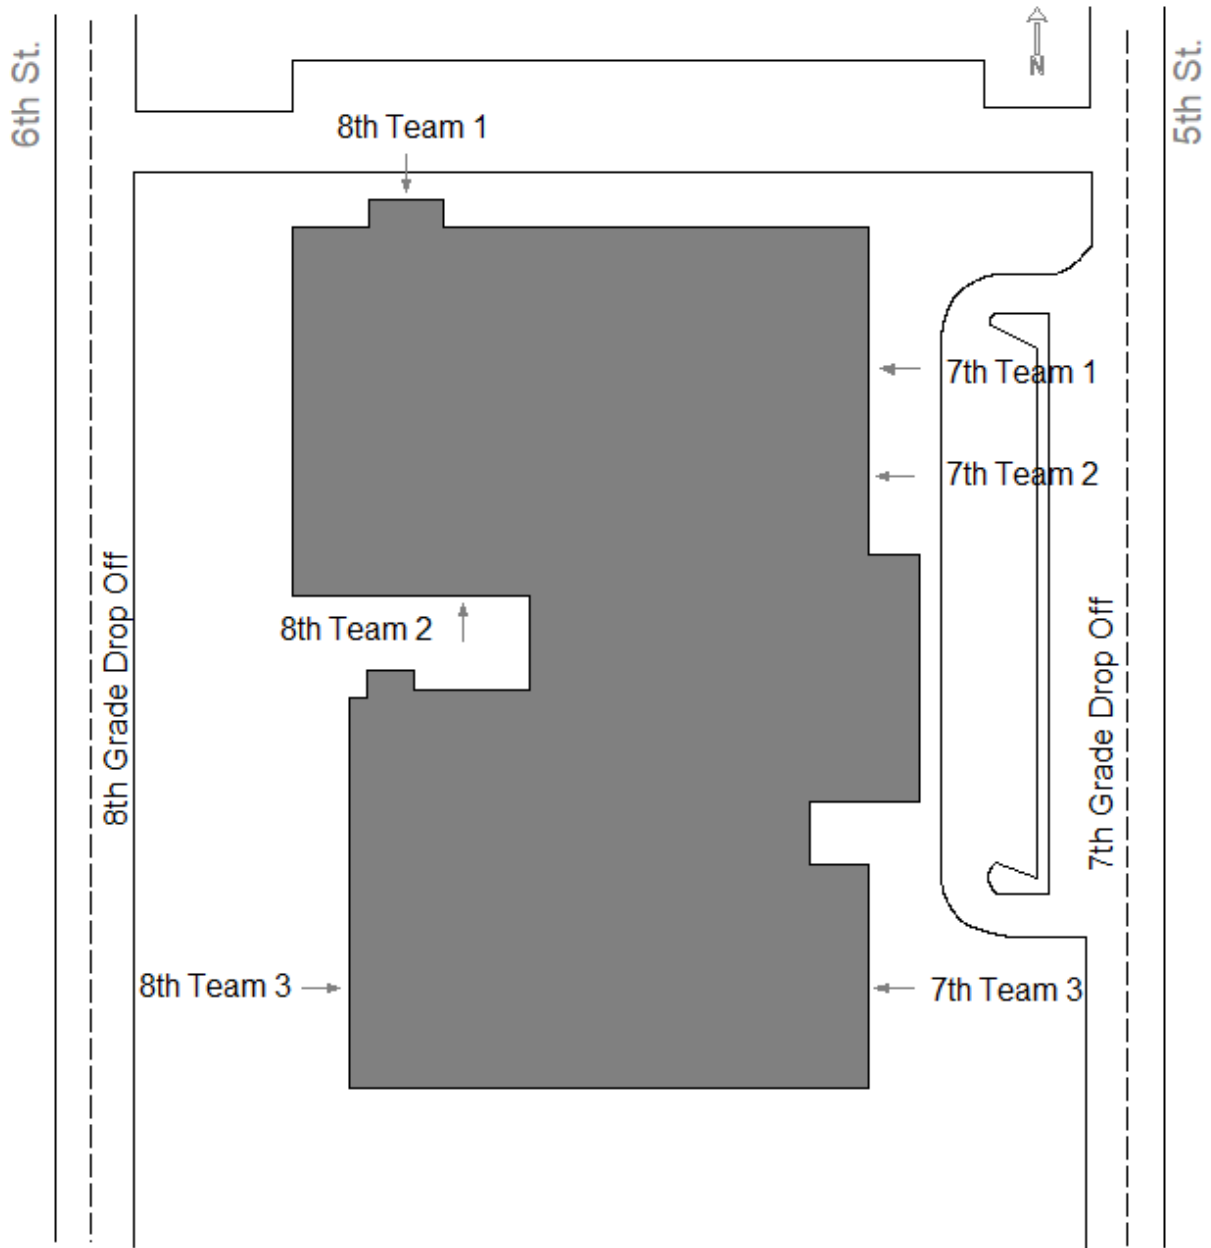 6th St.
N
5th St.
8th Team 1
7th Team 1
7th Team 2
8th Team 2
8th Grade Drop Off
7th Grade Drop Off
8th Team 3
7th Team 3